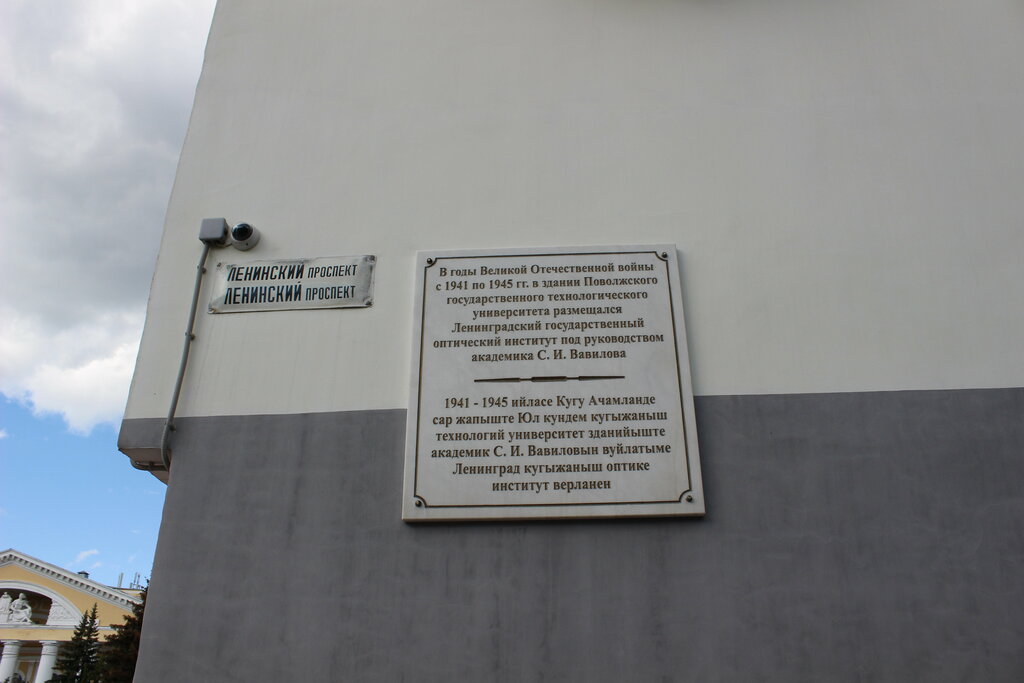 ЛЕНИНСКИЙ ПРОСПЕКТ
ЛЕНИНСКИЙ ПРОСПЕКТ
В годы Великой Отечественной войны
с 1941 по 1945 гг. в здании Поволжского
государственного технологического
университета размещался
Ленинградский государственный
оптический институт под руководством
академика С. И. Вавилова
1941 - 1945 ийласе Кугу Ачамланде
сар жапыште Юл кундем кугыжаныш
технологий университет зданийыште
академик С. И. Вавиловын вуйлатыме
Ленинград кугыжаныш оптике
институт верланен